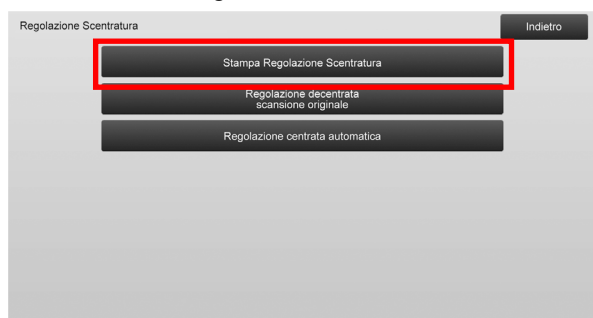 Regolazione Scentratura
Indietro
Stampa Regolazione Scentratura
Regolazione decentrata
scansione originale
Regolazione centrata automatica